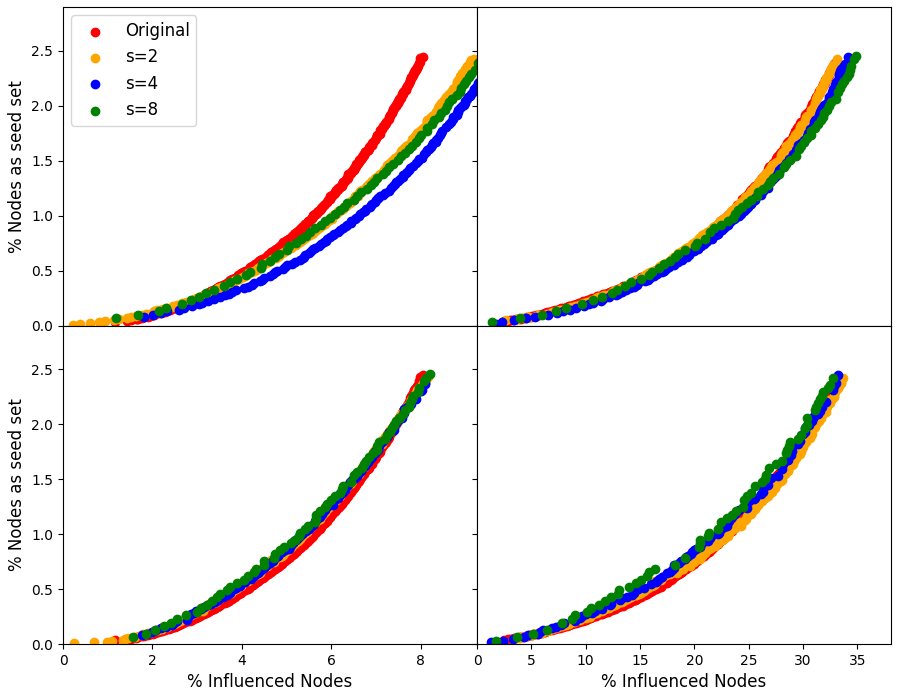 Original
s=2
s=4
s=8
% Nodes as seed set
2.5
2.0
1.5
1.0
0.5
0.0
% Nodes as seed set
2.5
2.0
1.5
1.0
0.5
0.0
0 2 4 6 8
0 5 10 15 20 25 30 35
% Influenced Nodes
% Influenced Nodes